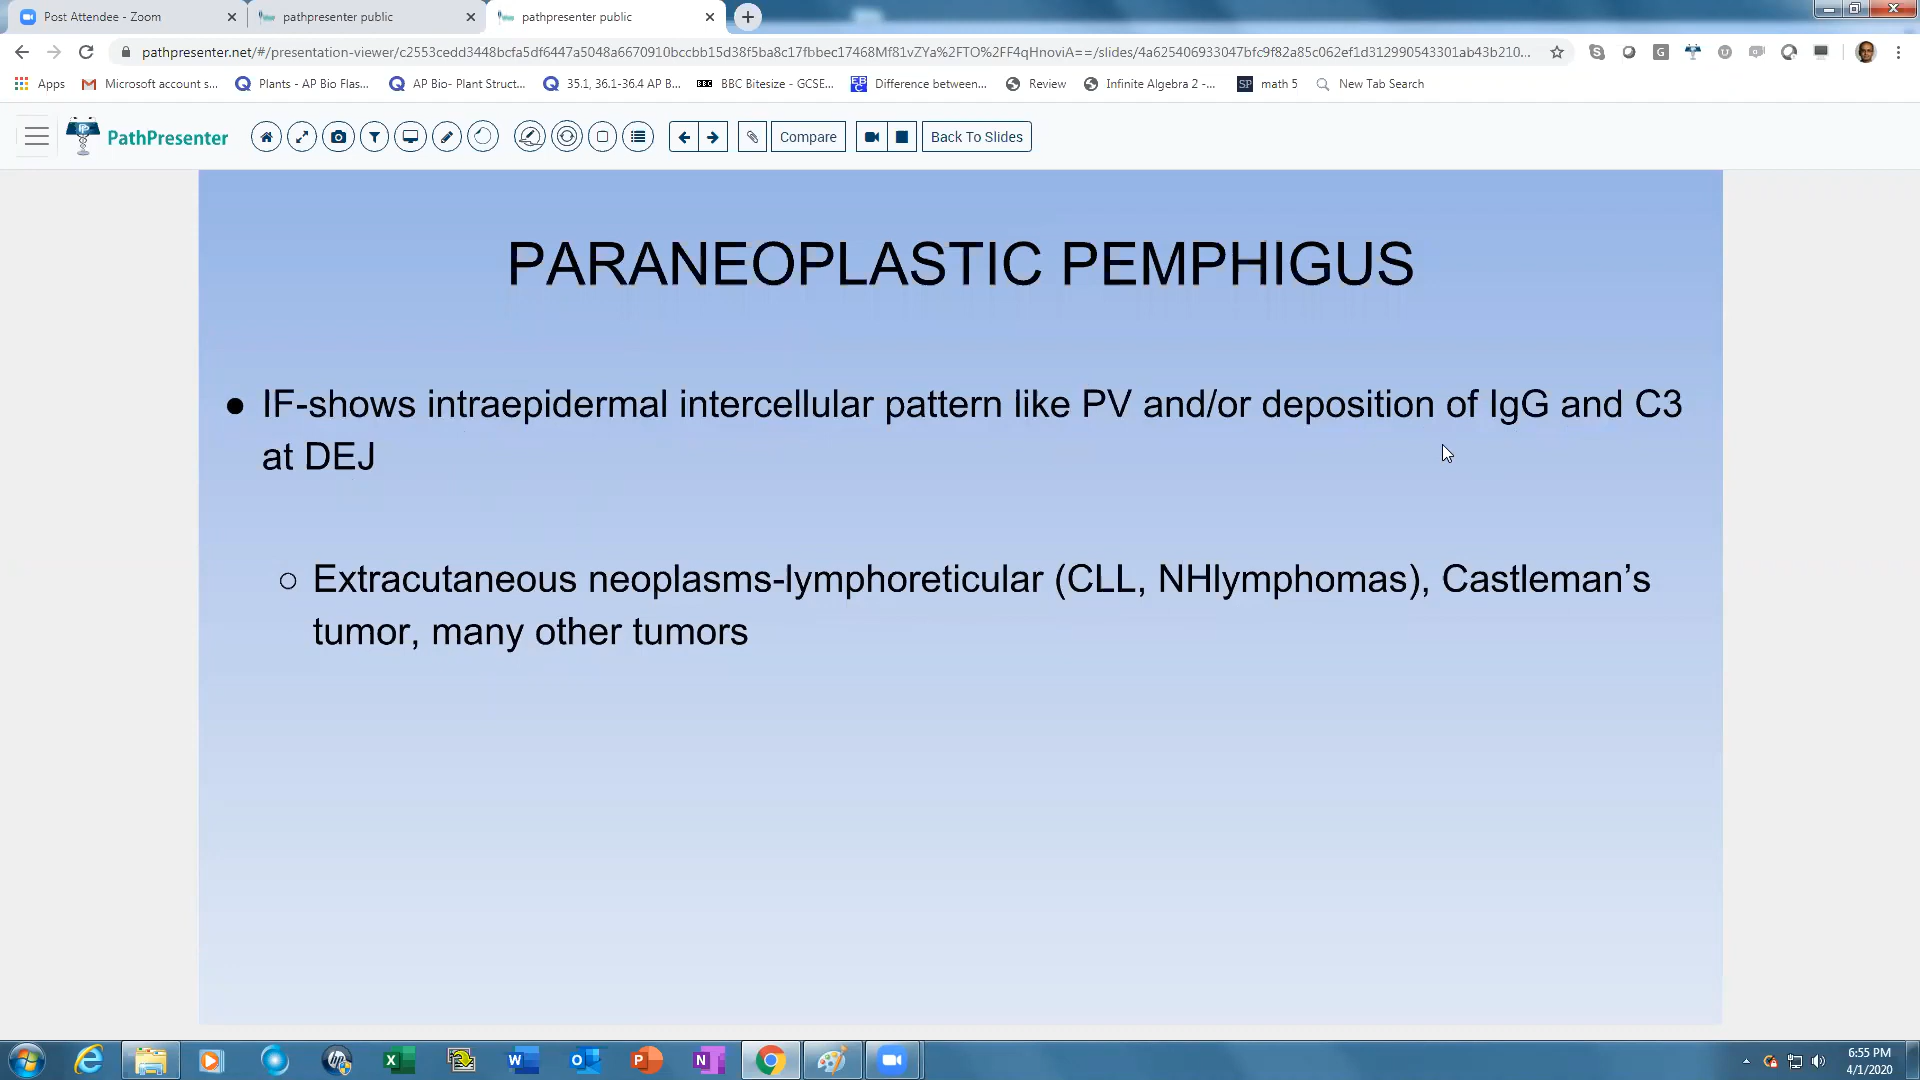 Post Attendee - Zoom
pathpresenter public
pathpresenter public
pathpresenter.net/#/presentation-viewer/c2553cedd3448bcfa5df6447a5048a6670910bccbb15d38f5ba8c17fbbec17468Mf81vZYa%2FTO%2FF4qHnoviA==/slides/4a625406933047bfc9f82a85c062ef1d312990543301ab43b210...
Apps Microsoft account s... Plants - AP Bio Flas... AP Bio- Plant Struct... 35.1, 36.1-36.4 AP B... BBC Bitesize - GCSE... Difference between... Review Infinite Algebra 2 -... SP math 5 New Tab Search
PathPresenter Compare Back To Slides
PARANEOPLASTIC PEMPHIGUS
● IF-shows intraepidermal intercellular pattern like PV and/or deposition of IgG and C3
at DEJ
○ Extracutaneous neoplasms-lymphoreticular (CLL, NHlymphomas), Castleman’s
tumor, many other tumors
6:55 PM
4/1/2020